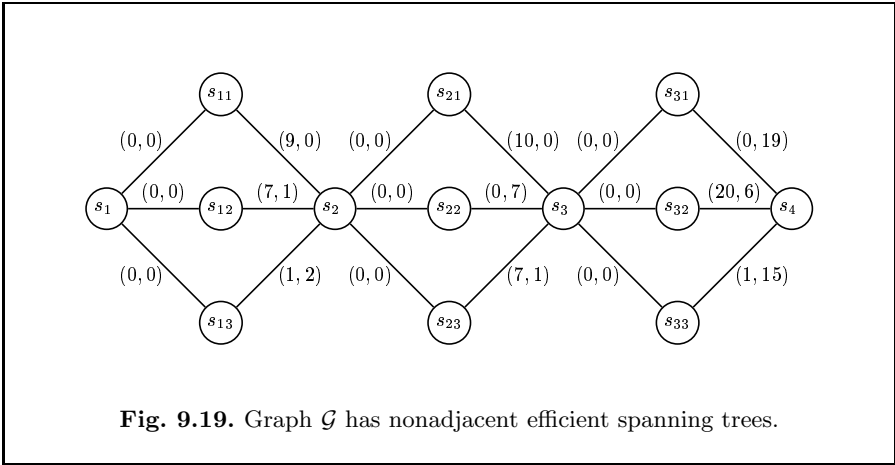 s11 s21 s31
(0, 0) (9, 0) (0, 0) (10, 0) (0, 0) (0, 19)
(0, 0) (7, 1) (0, 0) (0, 7) (0, 0) (20, 6)
s1 s12 s2 s22 s3 s32 s4
(0, 0) (1, 2) (0, 0) (7, 1) (0, 0) (1, 15)
s13 s23 s33
Fig. 9.19. Graph 𝒢 has nonadjacent efficient spanning trees.